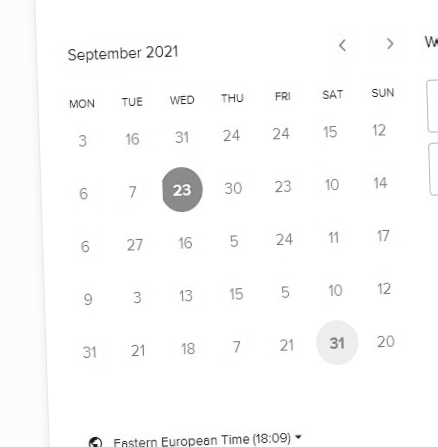 September 2021 < > W
MON TUE WED THU FRI SAT SUN
3 16 31 24 24 15 12
6 7 23 30 23 10 14
6 27 16 5 24 11 17
9 3 13 15 5 10 12
31 21 18 7 21 31 20
Eastern European Time (18:09)